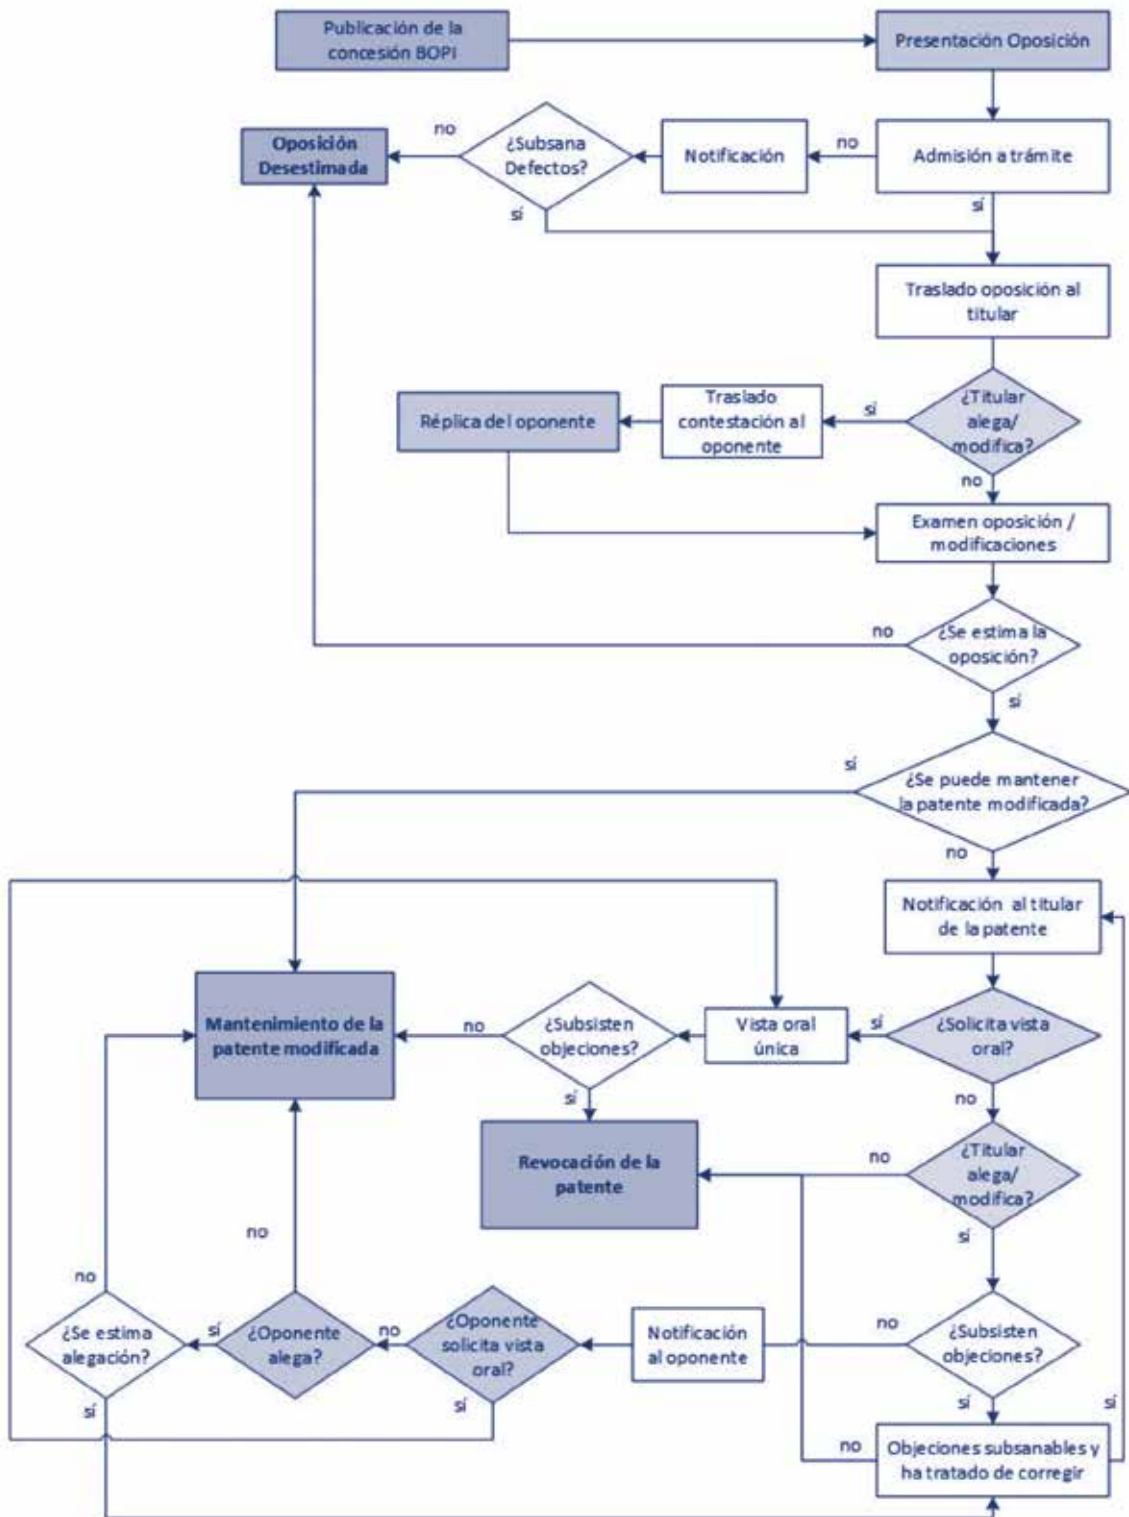 Publicación de la
concesión BOPI
Presentación Oposición
Oposición
Desestimada
no
¿Subsana
Defectos?
Notificación
no
Admisión a trámite
sí
sí
Traslado oposición al
titular
Réplica del oponente
Traslado
contestación al
oponente
sí
¿Titular
alega/
modifica?
no
Examen oposición /
modificaciones
no
¿Se estima la
oposición?
sí
sí
¿Se puede mantener
la patente modificada?
no
Notificación al titular
de la patente
Mantenimiento de la
patente modificada
no
¿Subsisten
objeciones?
Vista oral
única
sí
¿Solicita vista
oral?
sí
no
Revocación de la
patente
no
¿Titular
alega/
modifica?
sí
no
no
¿Se estima
alegación?
sí
¿Oponente
alega?
no
¿Oponente
solicita vista
oral?
Notificación
al oponente
no
¿Subsisten
objeciones?
sí
sí
sí
sí
no
Objeciones subsanables y
ha tratado de corregir